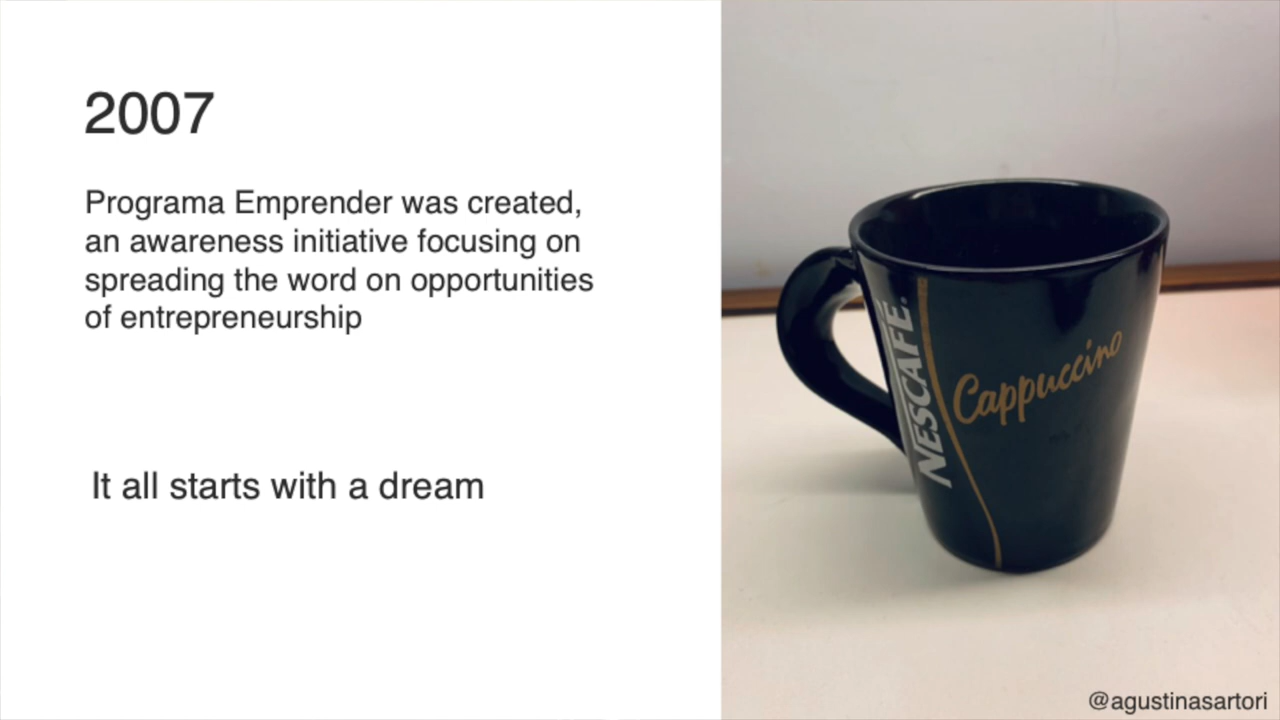 2007
Programa Emprender was created,
an awareness initiative focusing on
spreading the word on opportunities
of entrepreneurship
It all starts with a dream
NESCAFÉ.
Cappuccino
@agustinasartori